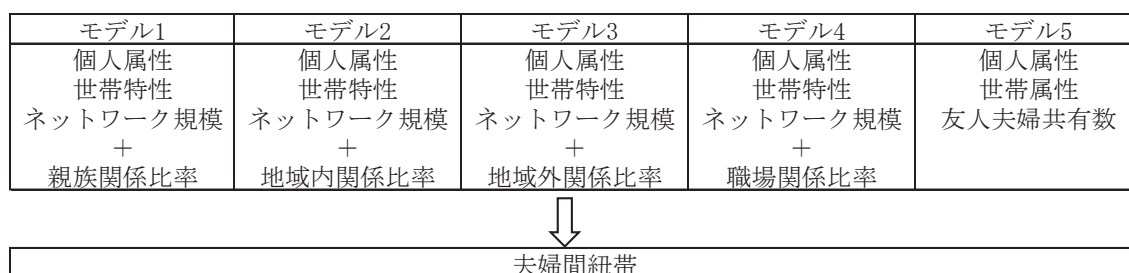 モデル1 モデル2 モデル3 モデル4 モデル5
個人属性 個人属性 個人属性 個人属性 個人属性
世帯特性 世帯特性 世帯特性 世帯特性 世帯属性
ネットワーク規模 ネットワーク規模 ネットワーク規模 ネットワーク規模 友人夫婦共有数
+ + + +
親族関係比率 地域内関係比率 地域外関係比率 職場関係比率
夫婦間紐帯